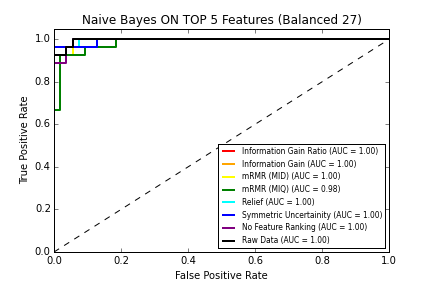 Naive Bayes ON TOP 5 Features (Balanced 27)
1.0
0.8
0.6
0.4
0.2
0.0
True Positive Rate
Information Gain Ratio (AUC = 1.00)
Information Gain (AUC = 1.00)
mRMR (MID) (AUC = 1.00)
mRMR (MIQ) (AUC = 0.98)
Relief (AUC = 1.00)
Symmetric Uncertainity (AUC = 1.00)
No Feature Ranking (AUC = 1.00)
Raw Data (AUC = 1.00)
0.0 0.2 0.4 0.6 0.8 1.0
False Positive Rate